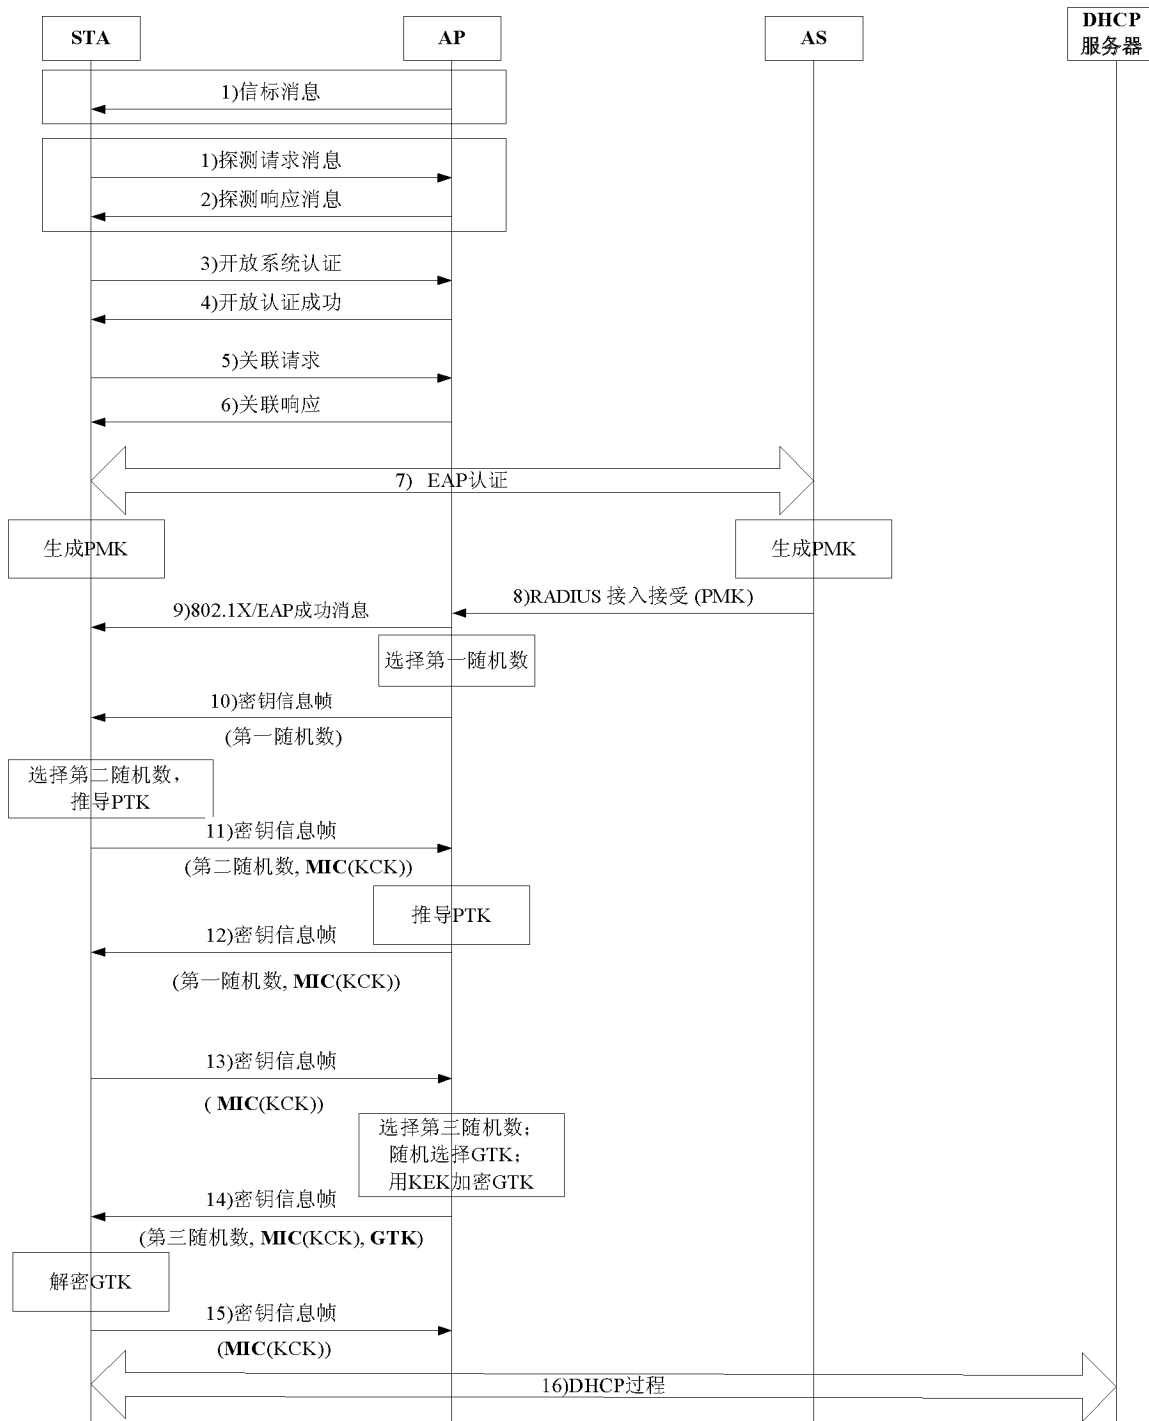 STA
AP
AS
DHCP
服务器
1)信标消息
1)探测请求消息
2)探测响应消息
3)开放系统认证
4)开放认证成功
5)关联请求
6)关联响应
7) EAP认证
生成PMK
生成PMK
8)RADIUS 接入接受 (PMK)
9)802.1X/EAP成功消息
选择第一随机数
10)密钥信息帧
(第一随机数)
选择第二随机数，
推导PTK
11)密钥信息帧
(第二随机数, MIC(KCK))
推导PTK
12)密钥信息帧
(第一随机数, MIC(KCK))
13)密钥信息帧
( MIC(KCK))
选择第三随机数；
随机选择GTK；
用KEK加密GTK
14)密钥信息帧
(第三随机数, MIC(KCK), GTK)
解密GTK
15)密钥信息帧
(MIC(KCK))
16)DHCP过程